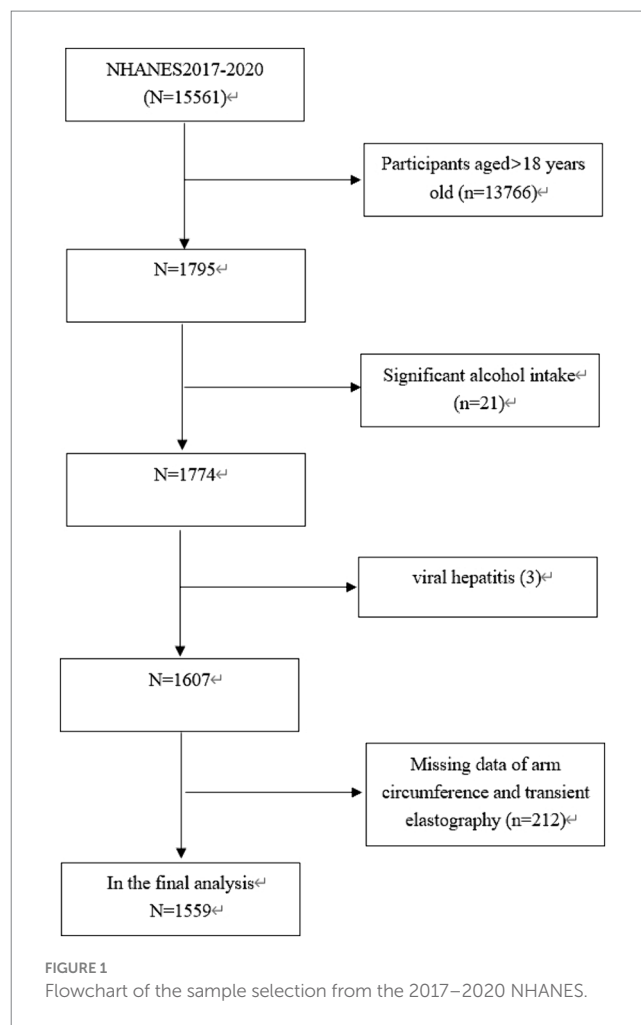 NHANES2017-2020
(N=15561)↵
Participants aged>18 years
old (n=13766)↵
N=1795↵
Significant alcohol intake↵
(n=21)↵
N=1774↵
viral hepatitis (3)↵
N=1607↵
Missing data of arm
circumference and transient
elastography (n=212)↵
In the final analysis↵
N=1559↵
FIGURE 1
Flowchart of the sample selection from the 2017–2020 NHANES.